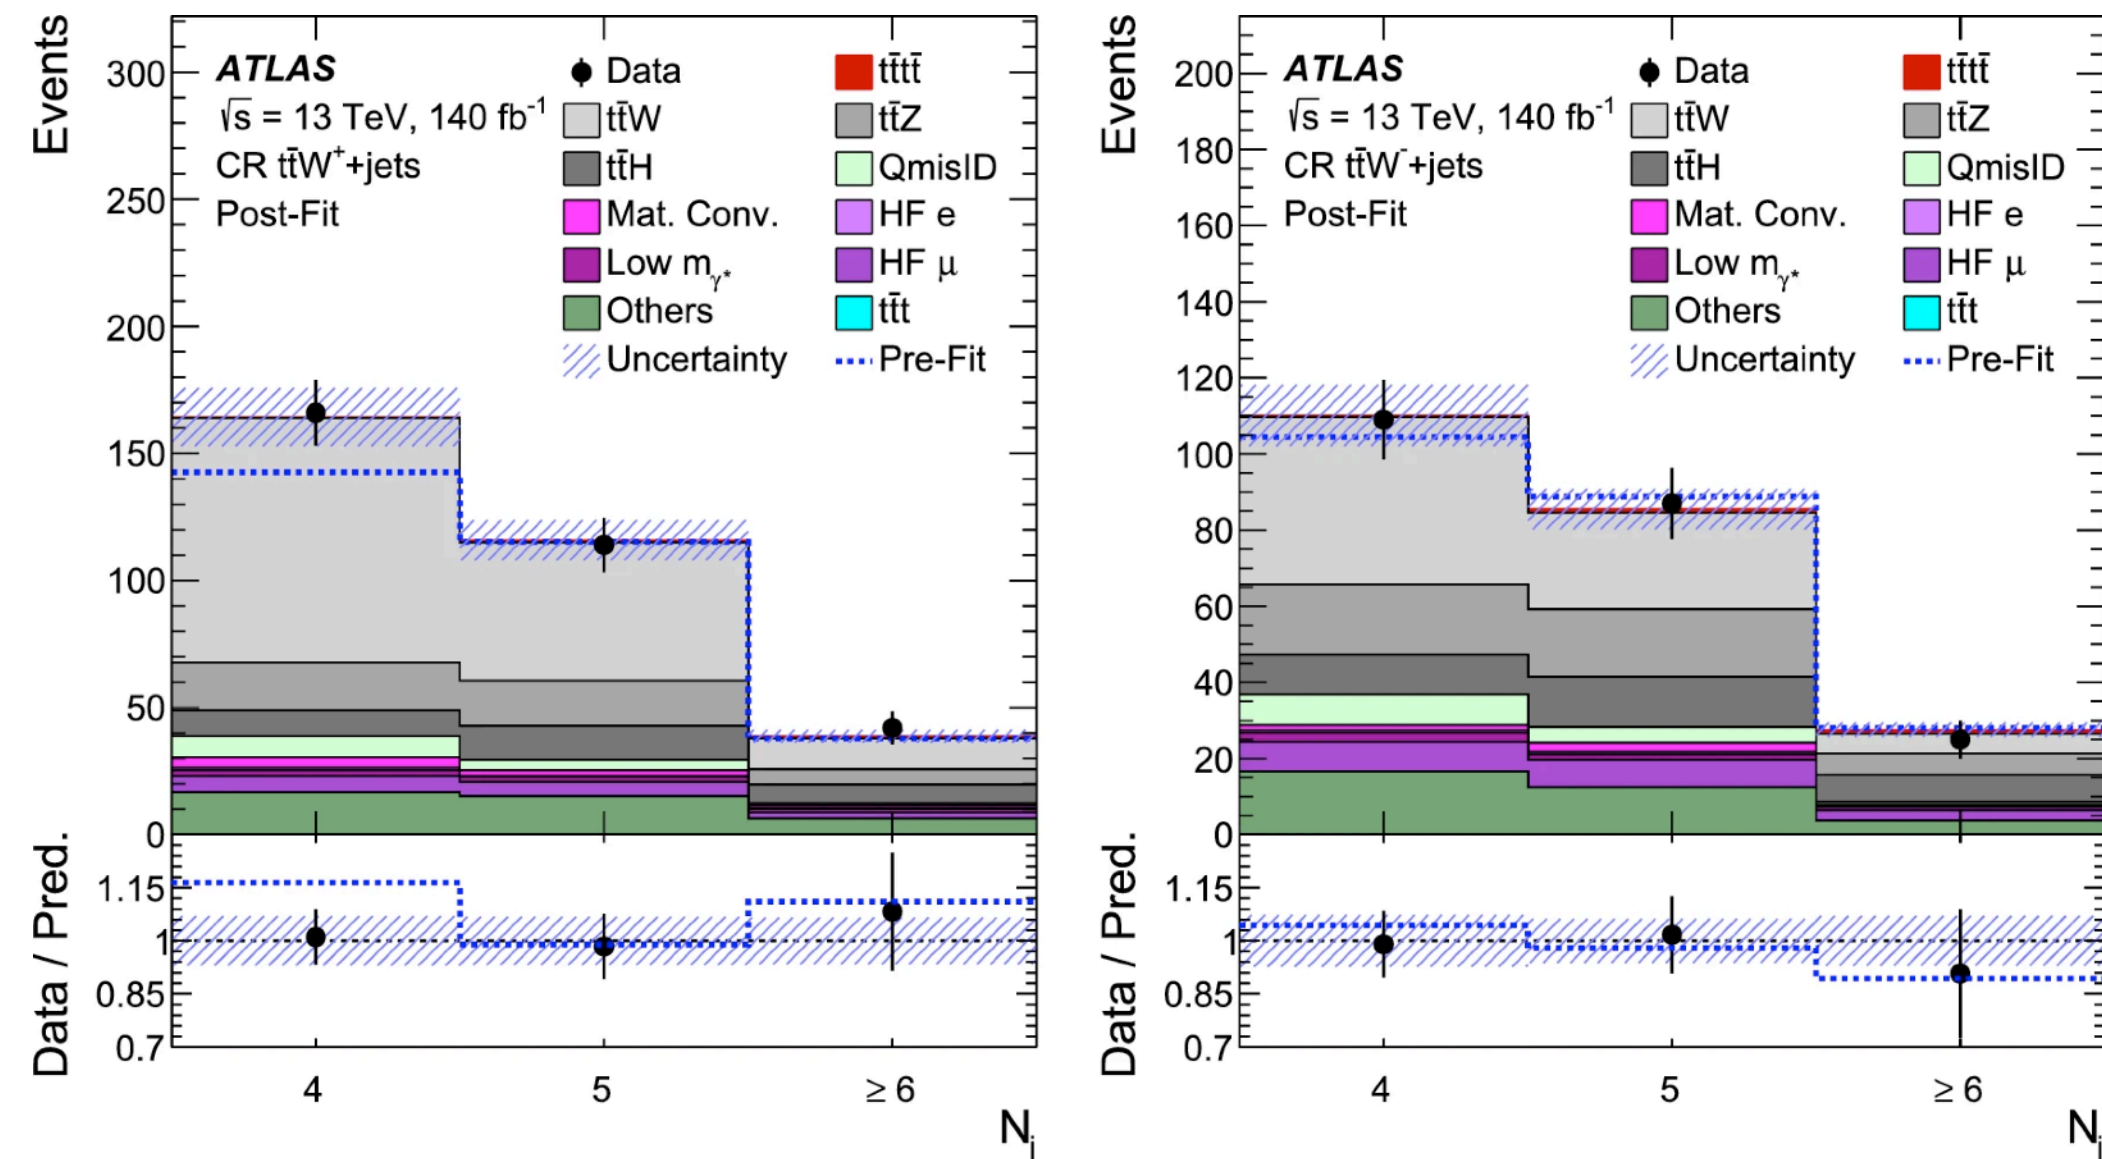 Events
300
250
200
150
100
50
0
ATLAS
√s = 13 TeV, 140 fb⁻¹
CR tt̄W⁺+jets
Post-Fit
Data
tt̄tt̄
tt̄W
tt̄Z
tt̄H
QmisID
Mat. Conv.
HF e
Low m_γ*
HF μ
Others
tt̄t
Uncertainty
Pre-Fit
Data / Pred.
1.15
1
0.85
0.7
4
5
≥ 6
N_j
Events
200
180
160
140
120
100
80
60
40
20
0
ATLAS
√s = 13 TeV, 140 fb⁻¹
CR tt̄W⁻+jets
Post-Fit
Data
tt̄tt̄
tt̄W
tt̄Z
tt̄H
QmisID
Mat. Conv.
HF e
Low m_γ*
HF μ
Others
tt̄t
Uncertainty
Pre-Fit
Data / Pred.
1.15
1
0.85
0.7
4
5
≥ 6
N_j